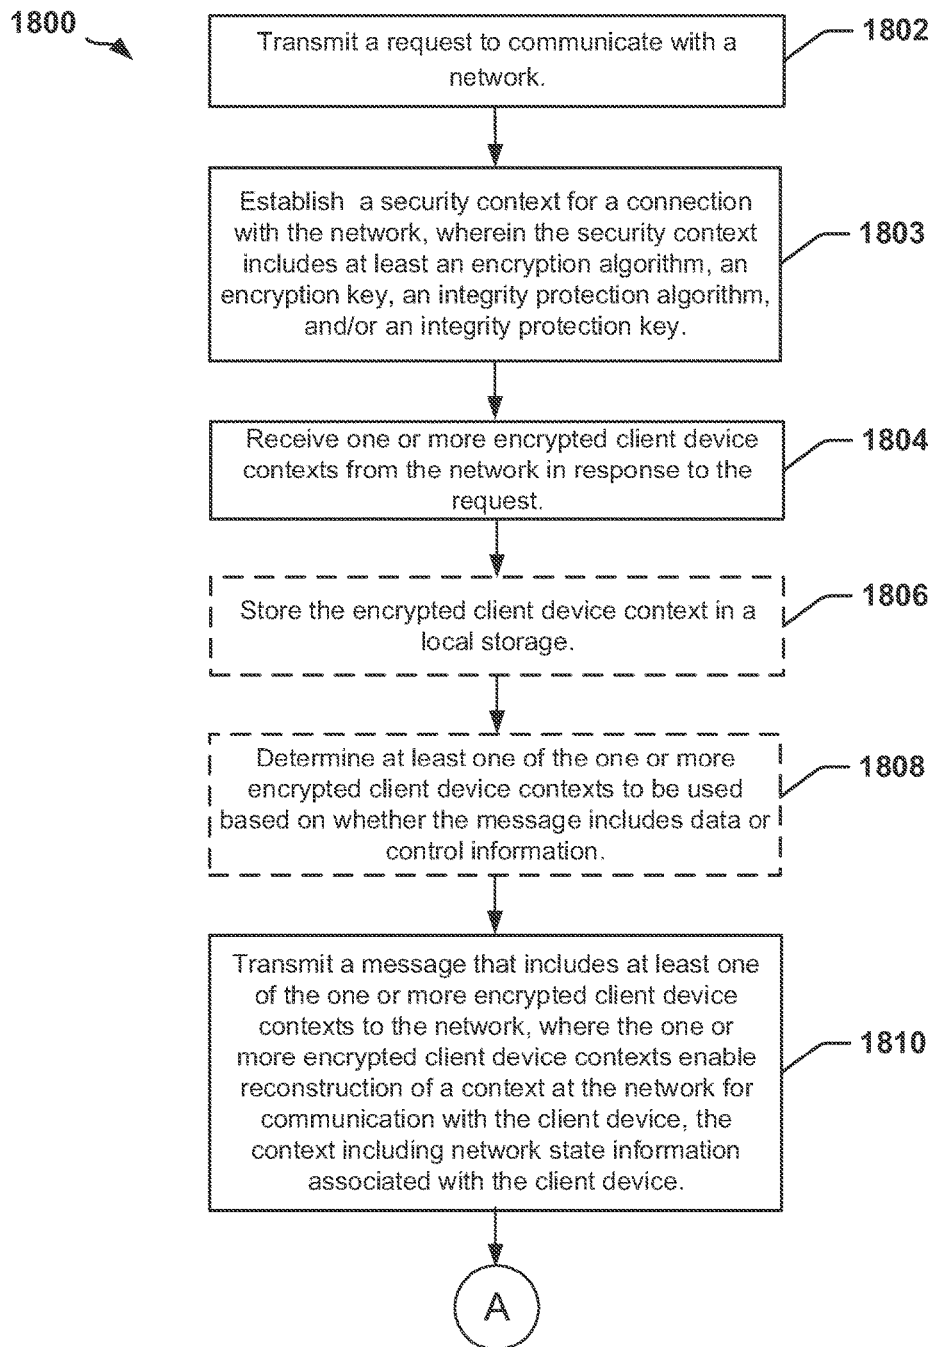 1800
Transmit a request to communicate with a
network.
1802
Establish a security context for a connection
with the network, wherein the security context
includes at least an encryption algorithm, an
encryption key, an integrity protection algorithm,
and/or an integrity protection key.
1803
Receive one or more encrypted client device
contexts from the network in response to the
request.
1804
Store the encrypted client device context in a
local storage.
1806
Determine at least one of the one or more
encrypted client device contexts to be used
based on whether the message includes data or
control information.
1808
Transmit a message that includes at least one
of the one or more encrypted client device
contexts to the network, where the one or
more encrypted client device contexts enable
reconstruction of a context at the network for
communication with the client device, the
context including network state information
associated with the client device.
1810
A